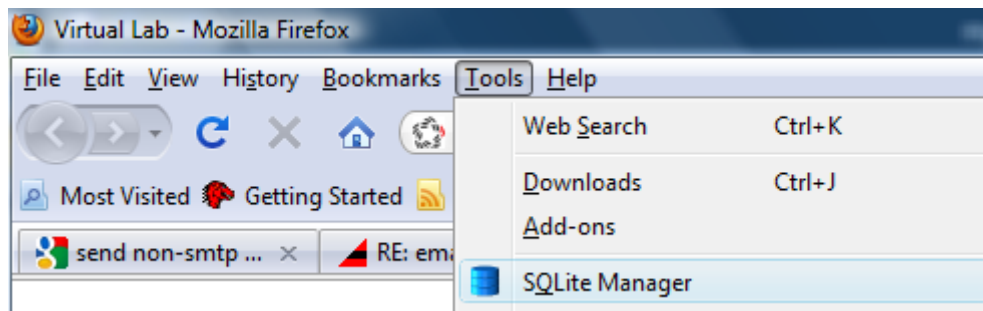 Virtual Lab - Mozilla Firefox
File Edit View History Bookmarks Tools Help
Web Search Ctrl+K
Most Visited Getting Started
Downloads Ctrl+J
Add-ons
send non-smtp ... RE: ema
SQLite Manager